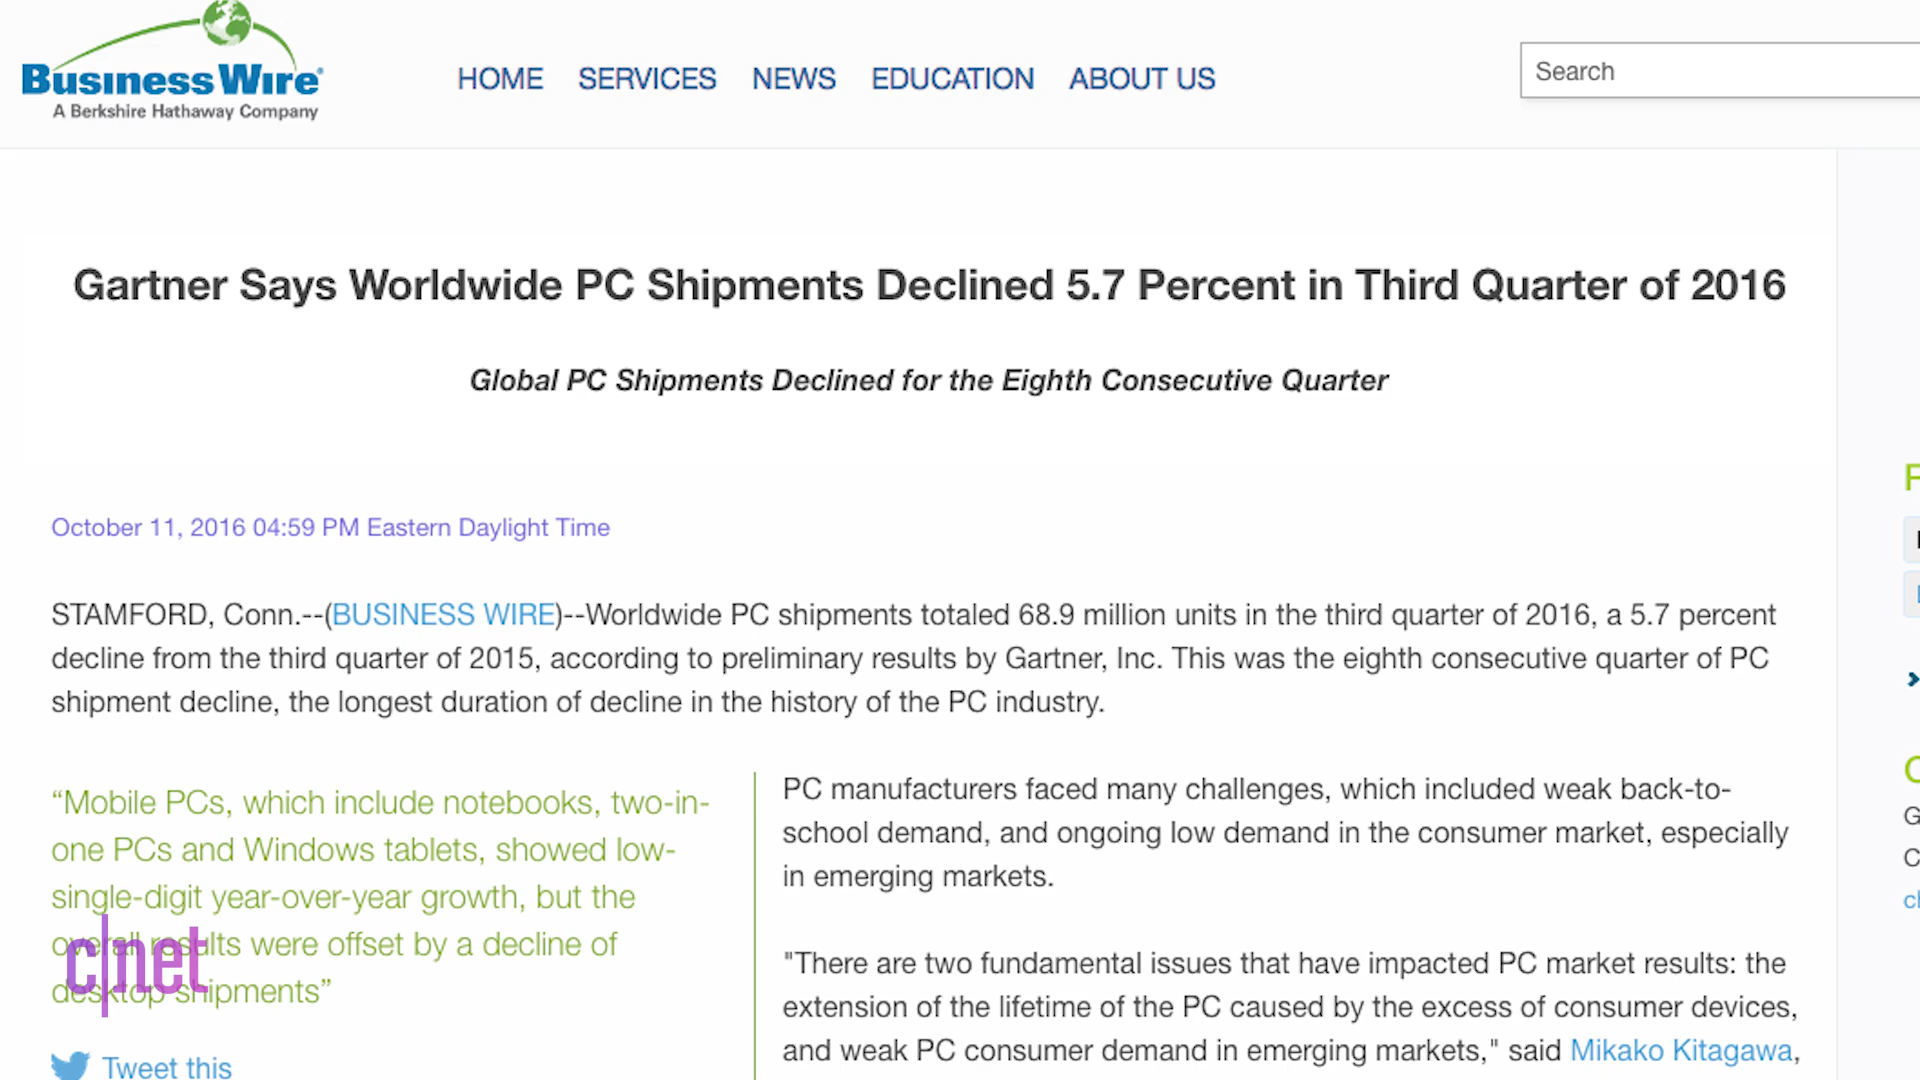 BusinessWire
A Berkshire Hathaway Company
HOME SERVICES NEWS EDUCATION ABOUT US
Search
Gartner Says Worldwide PC Shipments Declined 5.7 Percent in Third Quarter of 2016
Global PC Shipments Declined for the Eighth Consecutive Quarter
October 11, 2016 04:59 PM Eastern Daylight Time
STAMFORD, Conn.--(BUSINESS WIRE)--Worldwide PC shipments totaled 68.9 million units in the third quarter of 2016, a 5.7 percent
decline from the third quarter of 2015, according to preliminary results by Gartner, Inc. This was the eighth consecutive quarter of PC
shipment decline, the longest duration of decline in the history of the PC industry.
“Mobile PCs, which include notebooks, two-in-
one PCs and Windows tablets, showed low-
single-digit year-over-year growth, but the
overall results were offset by a decline of
desktop shipments”
Tweet this
c|net
PC manufacturers faced many challenges, which included weak back-to-
school demand, and ongoing low demand in the consumer market, especially
in emerging markets.
"There are two fundamental issues that have impacted PC market results: the
extension of the lifetime of the PC caused by the excess of consumer devices,
and weak PC consumer demand in emerging markets," said Mikako Kitagawa,